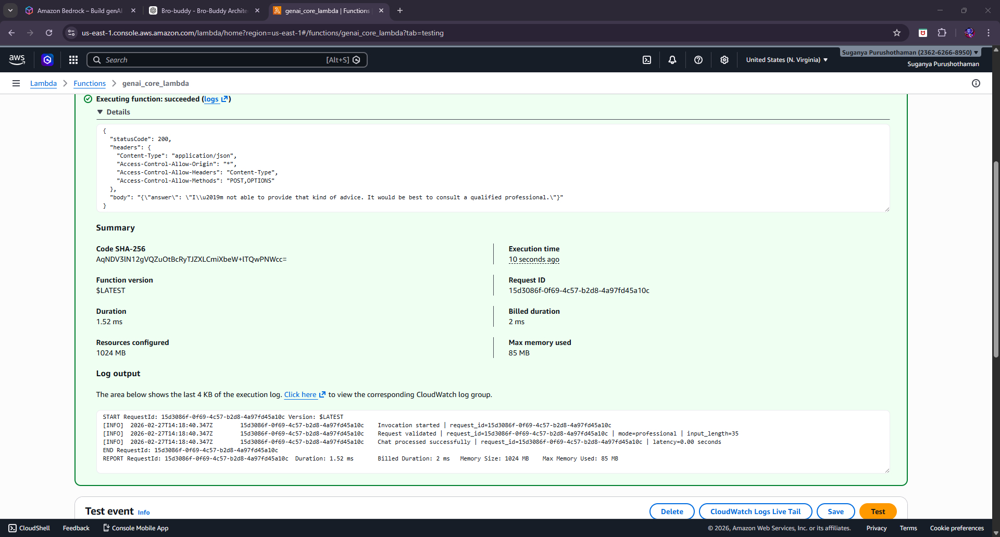 Amazon Bedrock – Build genAI
Bro-buddy - Bro-Buddy Archite
genai_core_lambda | Functions
us-east-1.console.aws.amazon.com/lambda/home?region=us-east-1#/functions/genai_core_lambda?tab=testing
aws
Search
[Alt+S]
United States (N. Virginia)
Suganya Purushothaman (2362-6266-8950)
Suganya Purushothaman
Lambda
Functions
genai_core_lambda
Executing function: succeeded (logs)
Details
{
"statusCode": 200,
"headers": {
"Content-Type": "application/json",
"Access-Control-Allow-Origin": "*",
"Access-Control-Allow-Headers": "Content-Type",
"Access-Control-Allow-Methods": "POST,OPTIONS"
},
"body": "{\"answer\": \"I\\u2019m not able to provide that kind of advice. It would be best to consult a qualified professional.\"}"
}
Summary
Code SHA-256
AqNDV3lN12gVQZuOtBcRyTJZXLCmiXbeW+lTQwPNWcc=
Execution time
10 seconds ago
Function version
$LATEST
Request ID
15d3086f-0f69-4c57-b2d8-4a97fd45a10c
Duration
1.52 ms
Billed duration
2 ms
Resources configured
1024 MB
Max memory used
85 MB
Log output
The area below shows the last 4 KB of the execution log. Click here to view the corresponding CloudWatch log group.
START RequestId: 15d3086f-0f69-4c57-b2d8-4a97fd45a10c Version: $LATEST
[INFO] 2026-02-27T14:18:40.347Z 15d3086f-0f69-4c57-b2d8-4a97fd45a10c Invocation started | request_id=15d3086f-0f69-4c57-b2d8-4a97fd45a10c
[INFO] 2026-02-27T14:18:40.347Z 15d3086f-0f69-4c57-b2d8-4a97fd45a10c Request validated | request_id=15d3086f-0f69-4c57-b2d8-4a97fd45a10c | mode=professional | input_length=35
[INFO] 2026-02-27T14:18:40.347Z 15d3086f-0f69-4c57-b2d8-4a97fd45a10c Chat processed successfully | request_id=15d3086f-0f69-4c57-b2d8-4a97fd45a10c | latency=0.00 seconds
END RequestId: 15d3086f-0f69-4c57-b2d8-4a97fd45a10c
REPORT RequestId: 15d3086f-0f69-4c57-b2d8-4a97fd45a10c Duration: 1.52 ms Billed Duration: 2 ms Memory Size: 1024 MB Max Memory Used: 85 MB
Test event Info
Delete
CloudWatch Logs Live Tail
Save
Test
CloudShell
Feedback
Console Mobile App
© 2026, Amazon Web Services, Inc. or its affiliates.
Privacy
Terms
Cookie preferences